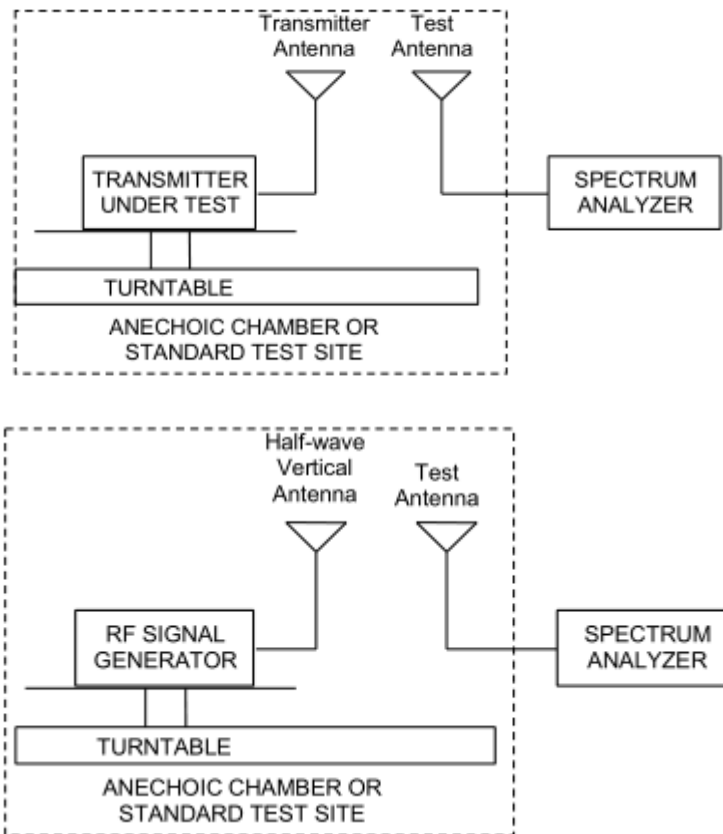 Transmitter
Antenna
Test
Antenna
TRANSMITTER
UNDER TEST
SPECTRUM
ANALYZER
TURNTABLE
ANECHOIC CHAMBER OR
STANDARD TEST SITE
Half-wave
Vertical
Antenna
Test
Antenna
RF SIGNAL
GENERATOR
SPECTRUM
ANALYZER
TURNTABLE
ANECHOIC CHAMBER OR
STANDARD TEST SITE